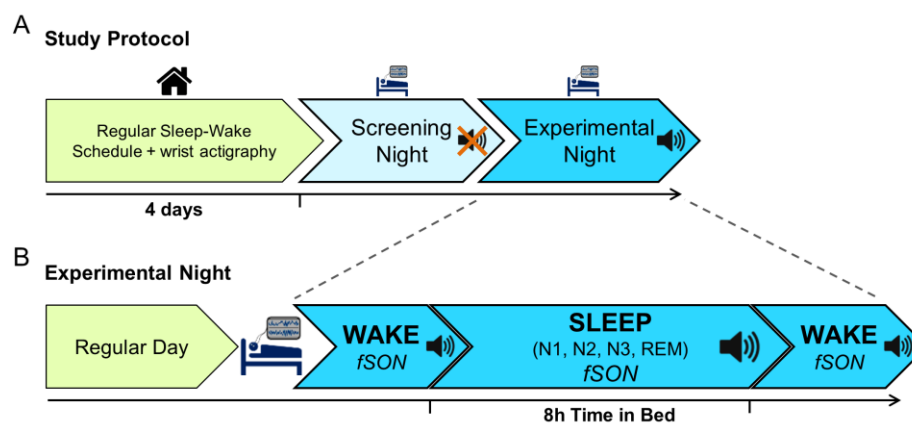 A
Study Protocol
Regular Sleep-Wake
Schedule + wrist actigraphy
Screening
Night
Experimental
Night
4 days
B
Experimental Night
Regular Day
WAKE
fSON
SLEEP
(N1, N2, N3, REM)
fSON
WAKE
fSON
8h Time in Bed